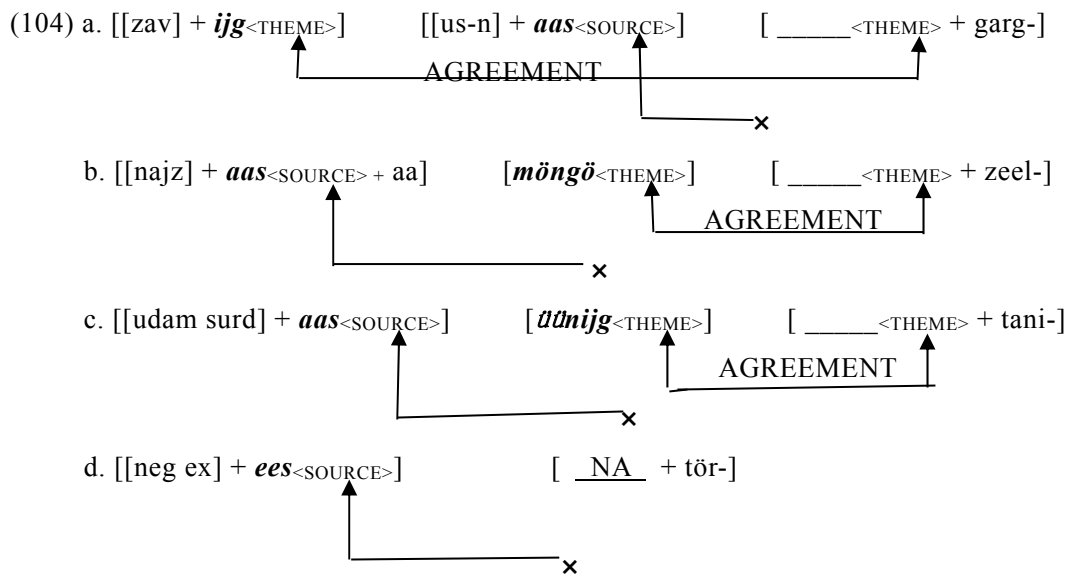 (104) a. [[zav] + ijg<THEME>] [[us-n] + aas<SOURCE>] [ _____<THEME> + garg-]
AGREEMENT
×
b. [[najz] + aas<SOURCE> + aa] [möngö<THEME>] [ _____<THEME> + zeel-]
AGREEMENT
×
c. [[udam surd] + aas<SOURCE>] [üünijg<THEME>] [ _____<THEME> + tani-]
AGREEMENT
×
d. [[neg ex] + ees<SOURCE>] [ NA + tör-]
×